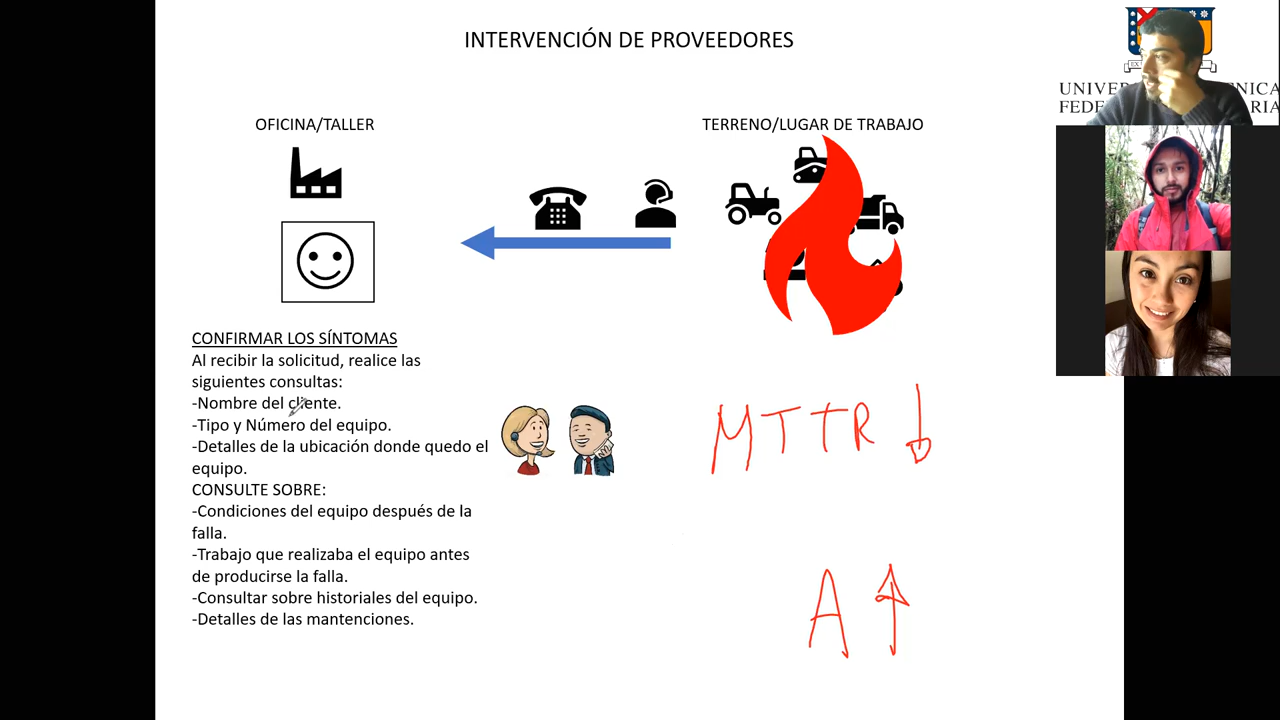 INTERVENCIÓN DE PROVEEDORES
OFICINA/TALLER
TERRENO/LUGAR DE TRABAJO
CONFIRMAR LOS SÍNTOMAS
Al recibir la solicitud, realice las
siguientes consultas:
-Nombre del cliente.
-Tipo y Número del equipo.
-Detalles de la ubicación donde quedo el
equipo.
CONSULTE SOBRE:
-Condiciones del equipo después de la
falla.
-Trabajo que realizaba el equipo antes
de producirse la falla.
-Consultar sobre historiales del equipo.
-Detalles de las mantenciones.
MTTR
A